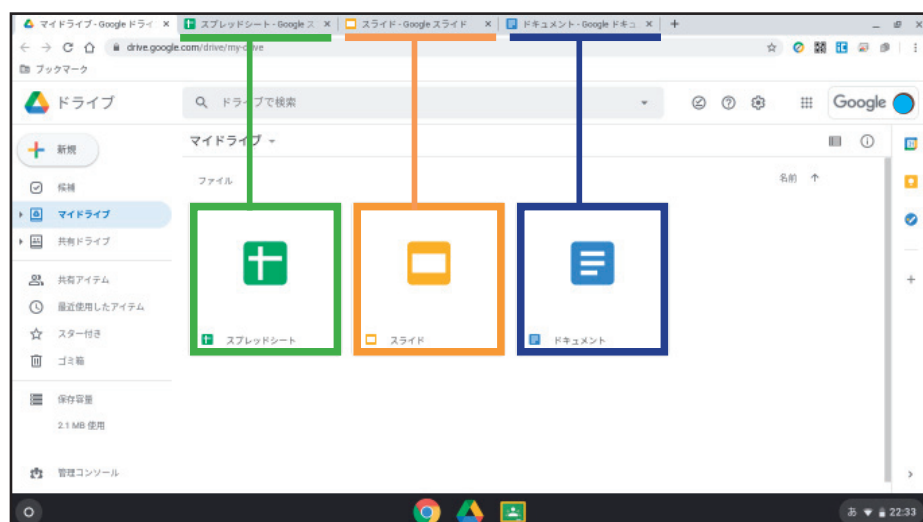 マイドライブ - Google ドライ
スプレッドシート - Google ス
スライド - Google スライド
ドキュメント - Google ドキュ
drive.google.com/drive/my-drive
ブックマーク
ドライブ
ドライブで検索
Google
新規
マイドライブ
候補
ファイル
名前
マイドライブ
共有ドライブ
共有アイテム
最近使用したアイテム
スター付き
ゴミ箱
スプレッドシート
スライド
ドキュメント
保存容量
2.1 MB 使用
管理コンソール
あ
22:33